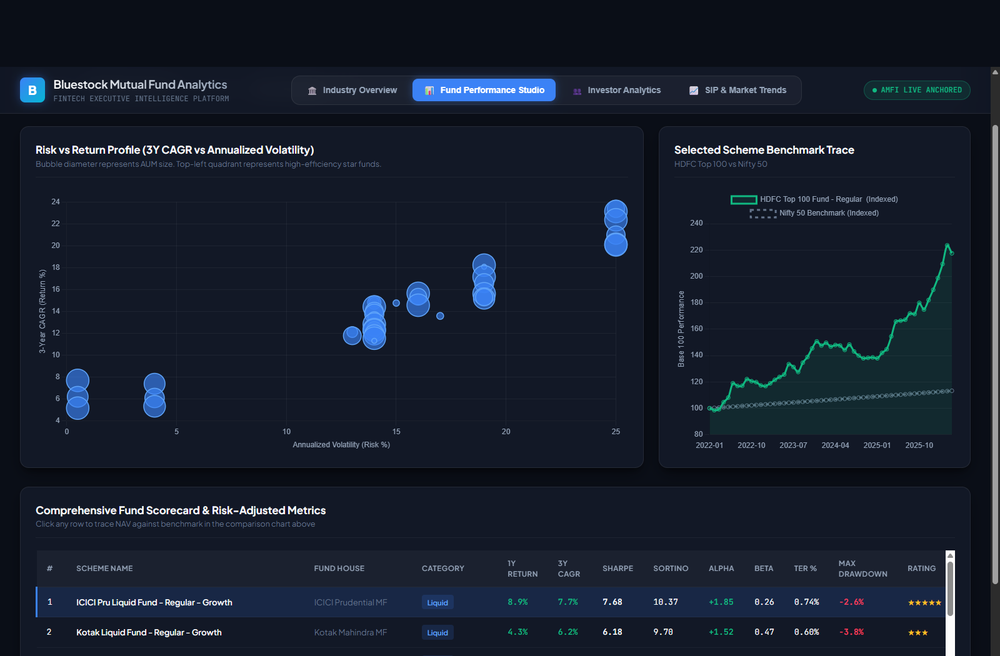 B
Bluestock Mutual Fund Analytics
FINTECH EXECUTIVE INTELLIGENCE PLATFORM
Industry Overview
Fund Performance Studio
Investor Analytics
SIP & Market Trends
AMFI LIVE ANCHORED
Risk vs Return Profile (3Y CAGR vs Annualized Volatility)
Bubble diameter represents AUM size. Top-left quadrant represents high-efficiency star funds.
24
22
20
18
16
14
12
10
8
6
4
3-Year CAGR (Return %)
0 5 10 15 20 25
Annualized Volatility (Risk %)
Selected Scheme Benchmark Trace
HDFC Top 100 vs Nifty 50
HDFC Top 100 Fund - Regular (Indexed)
Nifty 50 Benchmark (Indexed)
240
220
200
180
160
140
120
100
80
Base 100 Performance
2022-01 2022-10 2023-07 2024-04 2025-01 2025-10
Comprehensive Fund Scorecard & Risk-Adjusted Metrics
Click any row to trace NAV against benchmark in the comparison chart above
# SCHEME NAME FUND HOUSE CATEGORY 1Y RETURN 3Y CAGR SHARPE SORTINO ALPHA BETA TER % MAX DRAWDOWN RATING
1 ICICI Pru Liquid Fund - Regular - Growth ICICI Prudential MF Liquid 8.9% 7.7% 7.68 10.37 +1.85 0.26 0.74% -2.6% ★★★★★
2 Kotak Liquid Fund - Regular - Growth Kotak Mahindra MF Liquid 4.3% 6.2% 6.18 9.70 +1.52 0.47 0.60% -3.8% ★★★